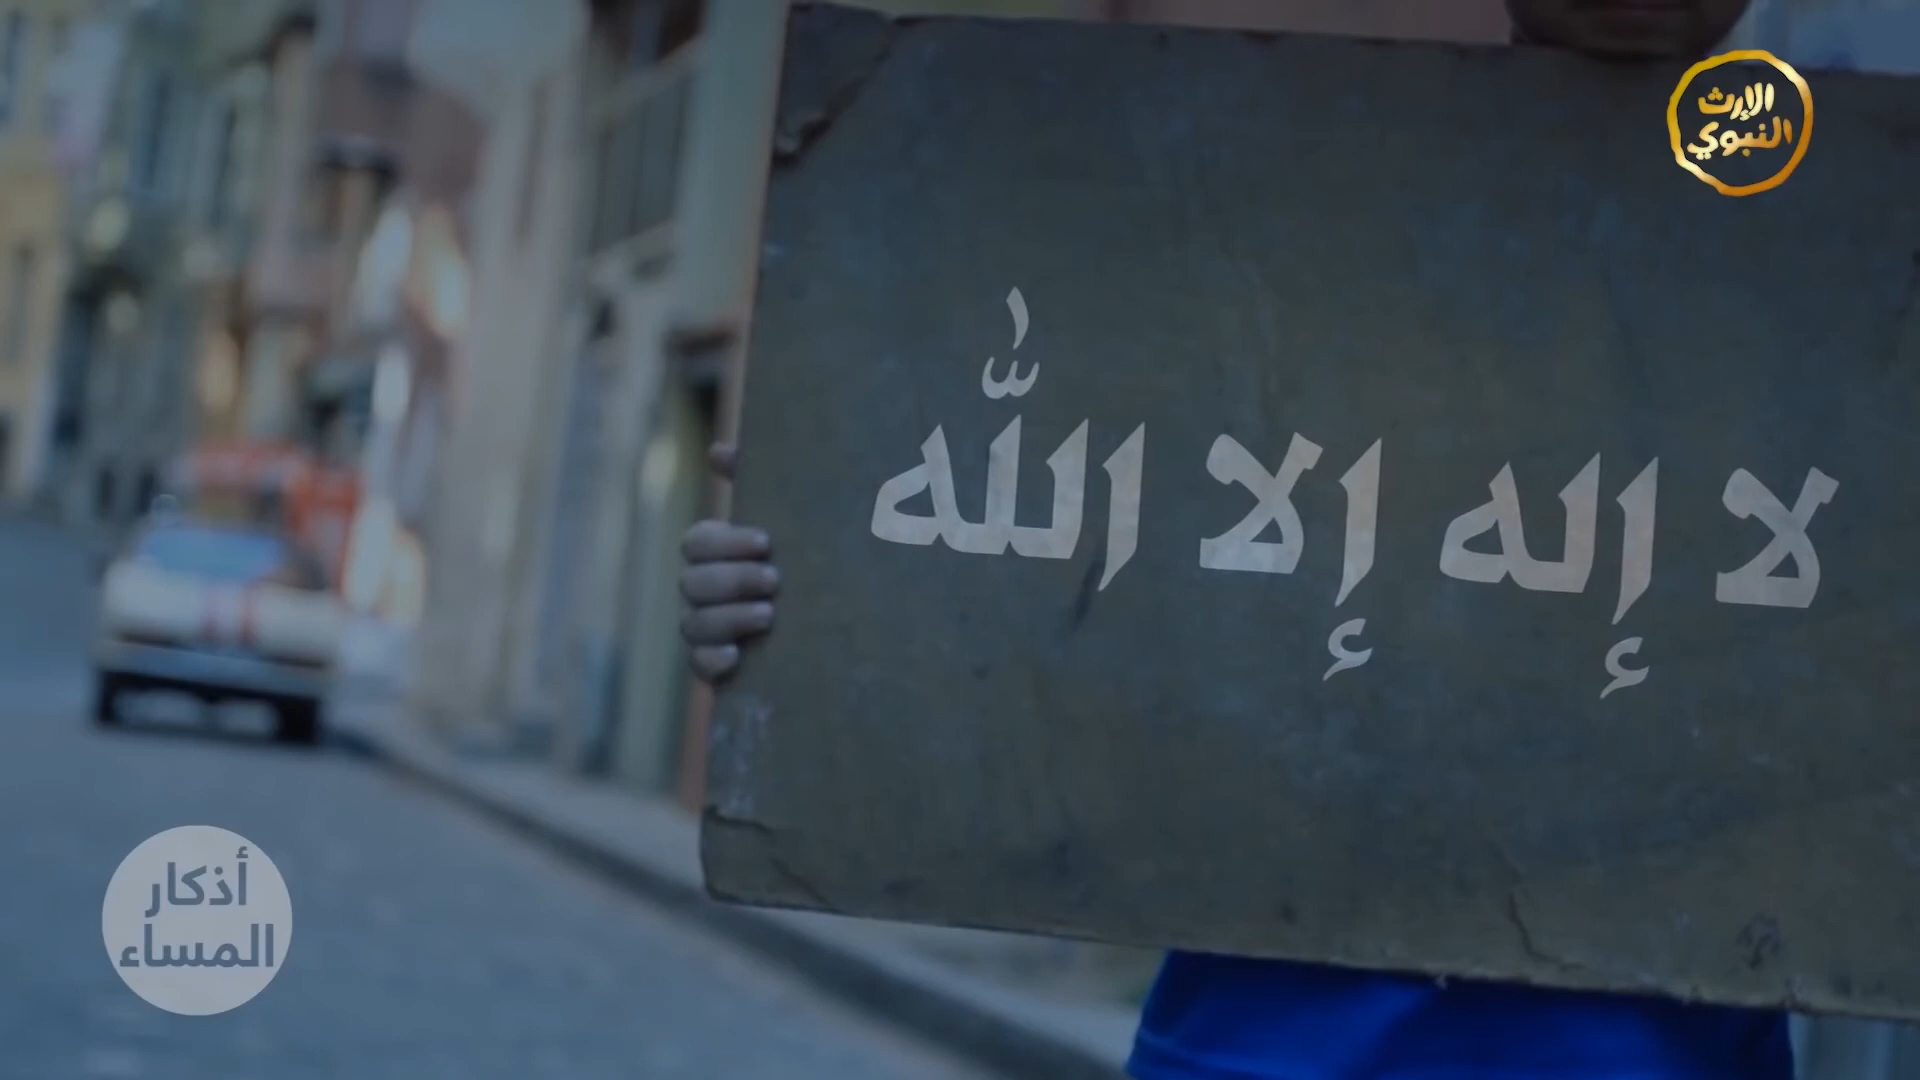 الإرث
النبوي
لا إله إلا الله
أذكار
المساء